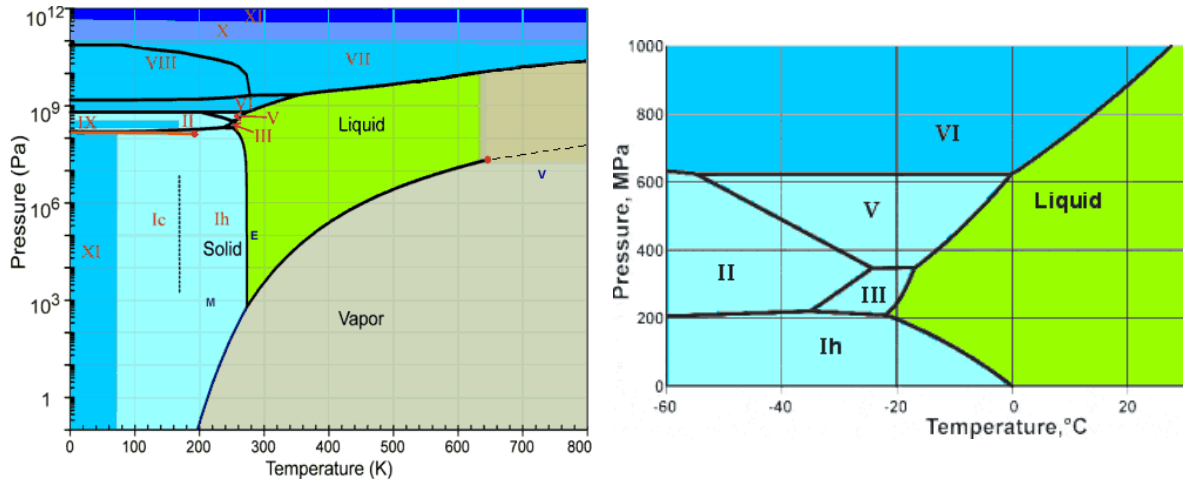 10¹²
10⁹
10⁶
10³
1
Pressure (Pa)
XI
X
VIII
VII
VI
V
IX
II
III
Liquid
Ic
Ih
Solid
E
XI
M
V
Vapor
0
100
200
300
400
500
600
700
800
Temperature (K)
1000
800
600
400
200
0
Pressure, MPa
VI
V
Liquid
II
III
Ih
-60
-40
-20
0
20
Temperature,°C